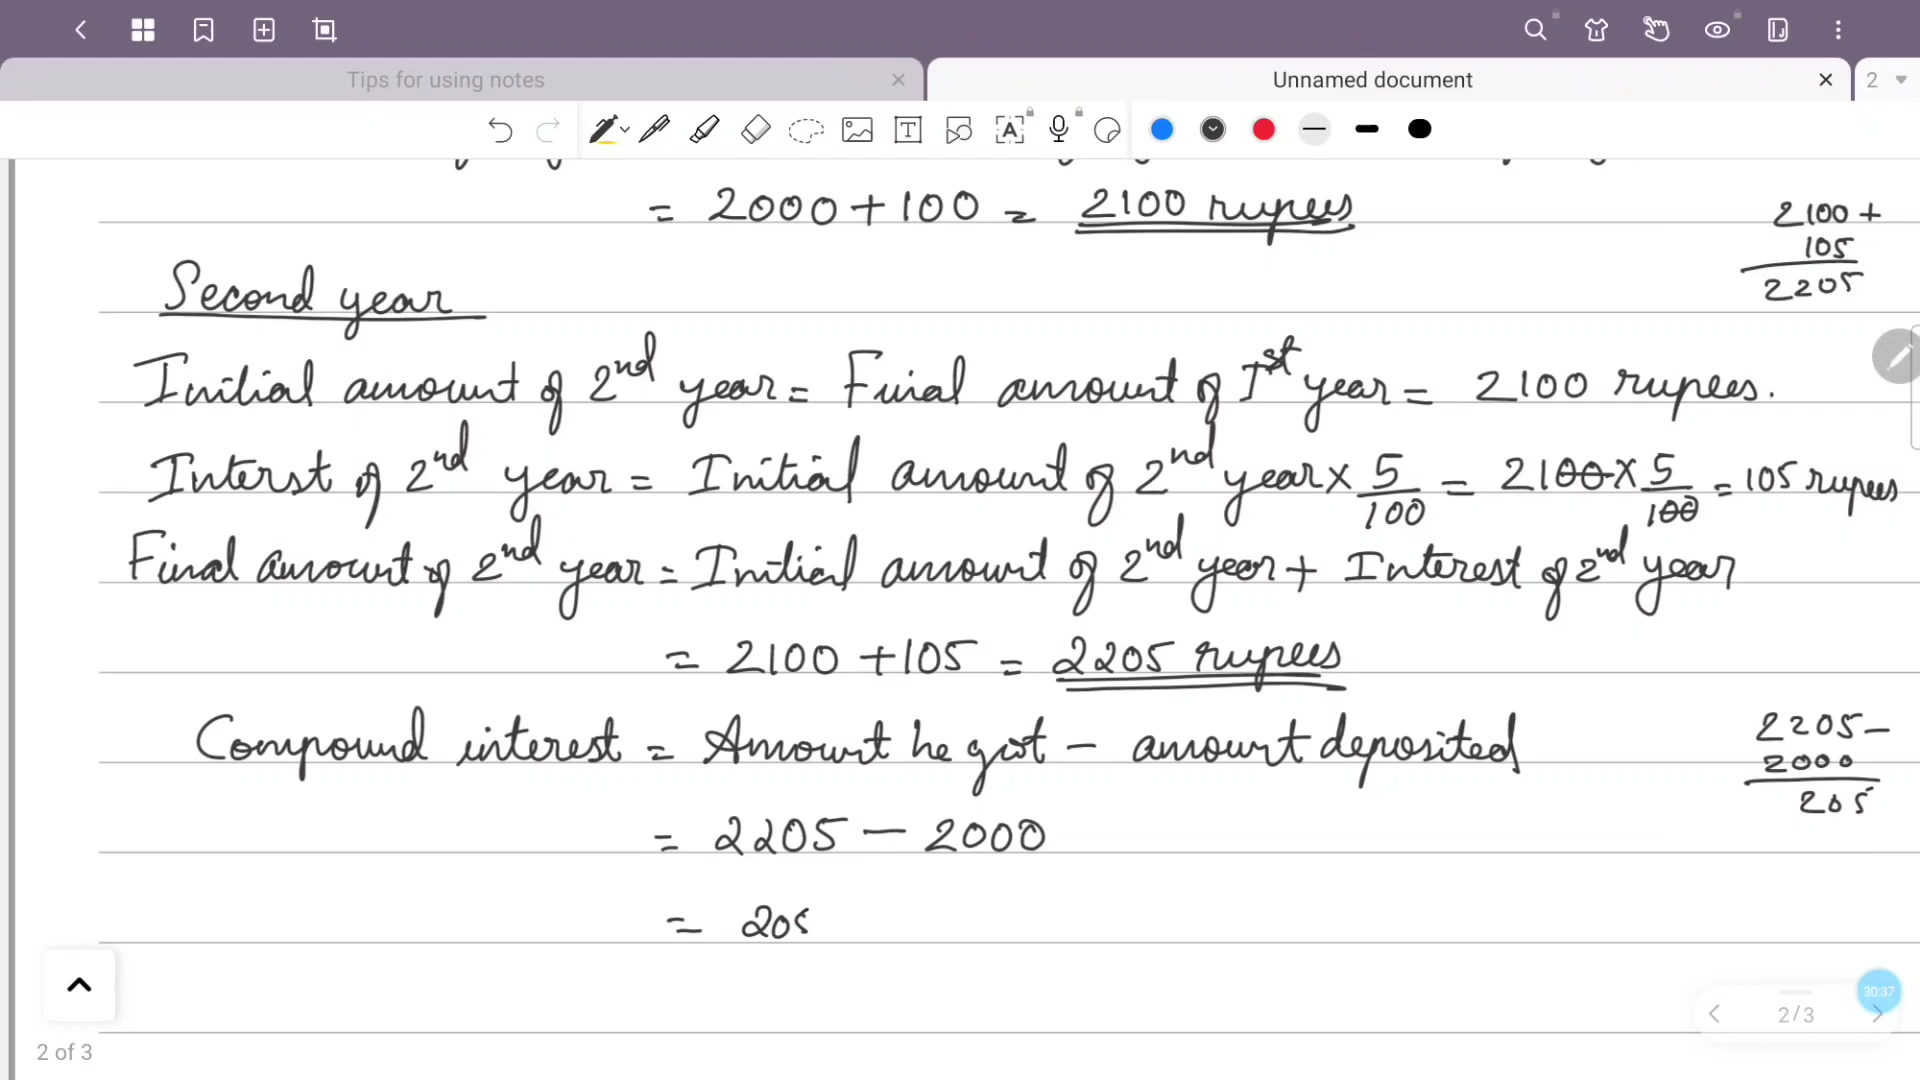 Tips for using notes
Unnamed document
2
= 2000 + 100 = 2100 rupees
2100 +
105
2205
Second year
Initial amount of 2nd year = Final amount of Ist year = 2100 rupees.
Interst of 2nd year = Initial amount of 2nd year × 5/100 = 2100 × 5/100 = 105 rupees
Final amount of 2nd year = Initial amount of 2nd year + Interest of 2nd year
= 2100 + 105 = 2205 rupees
Compound interest = Amount he got - amount deposited
2205 -
2000
205
= 2205 - 2000
= 205
30:37
2/3
2 of 3